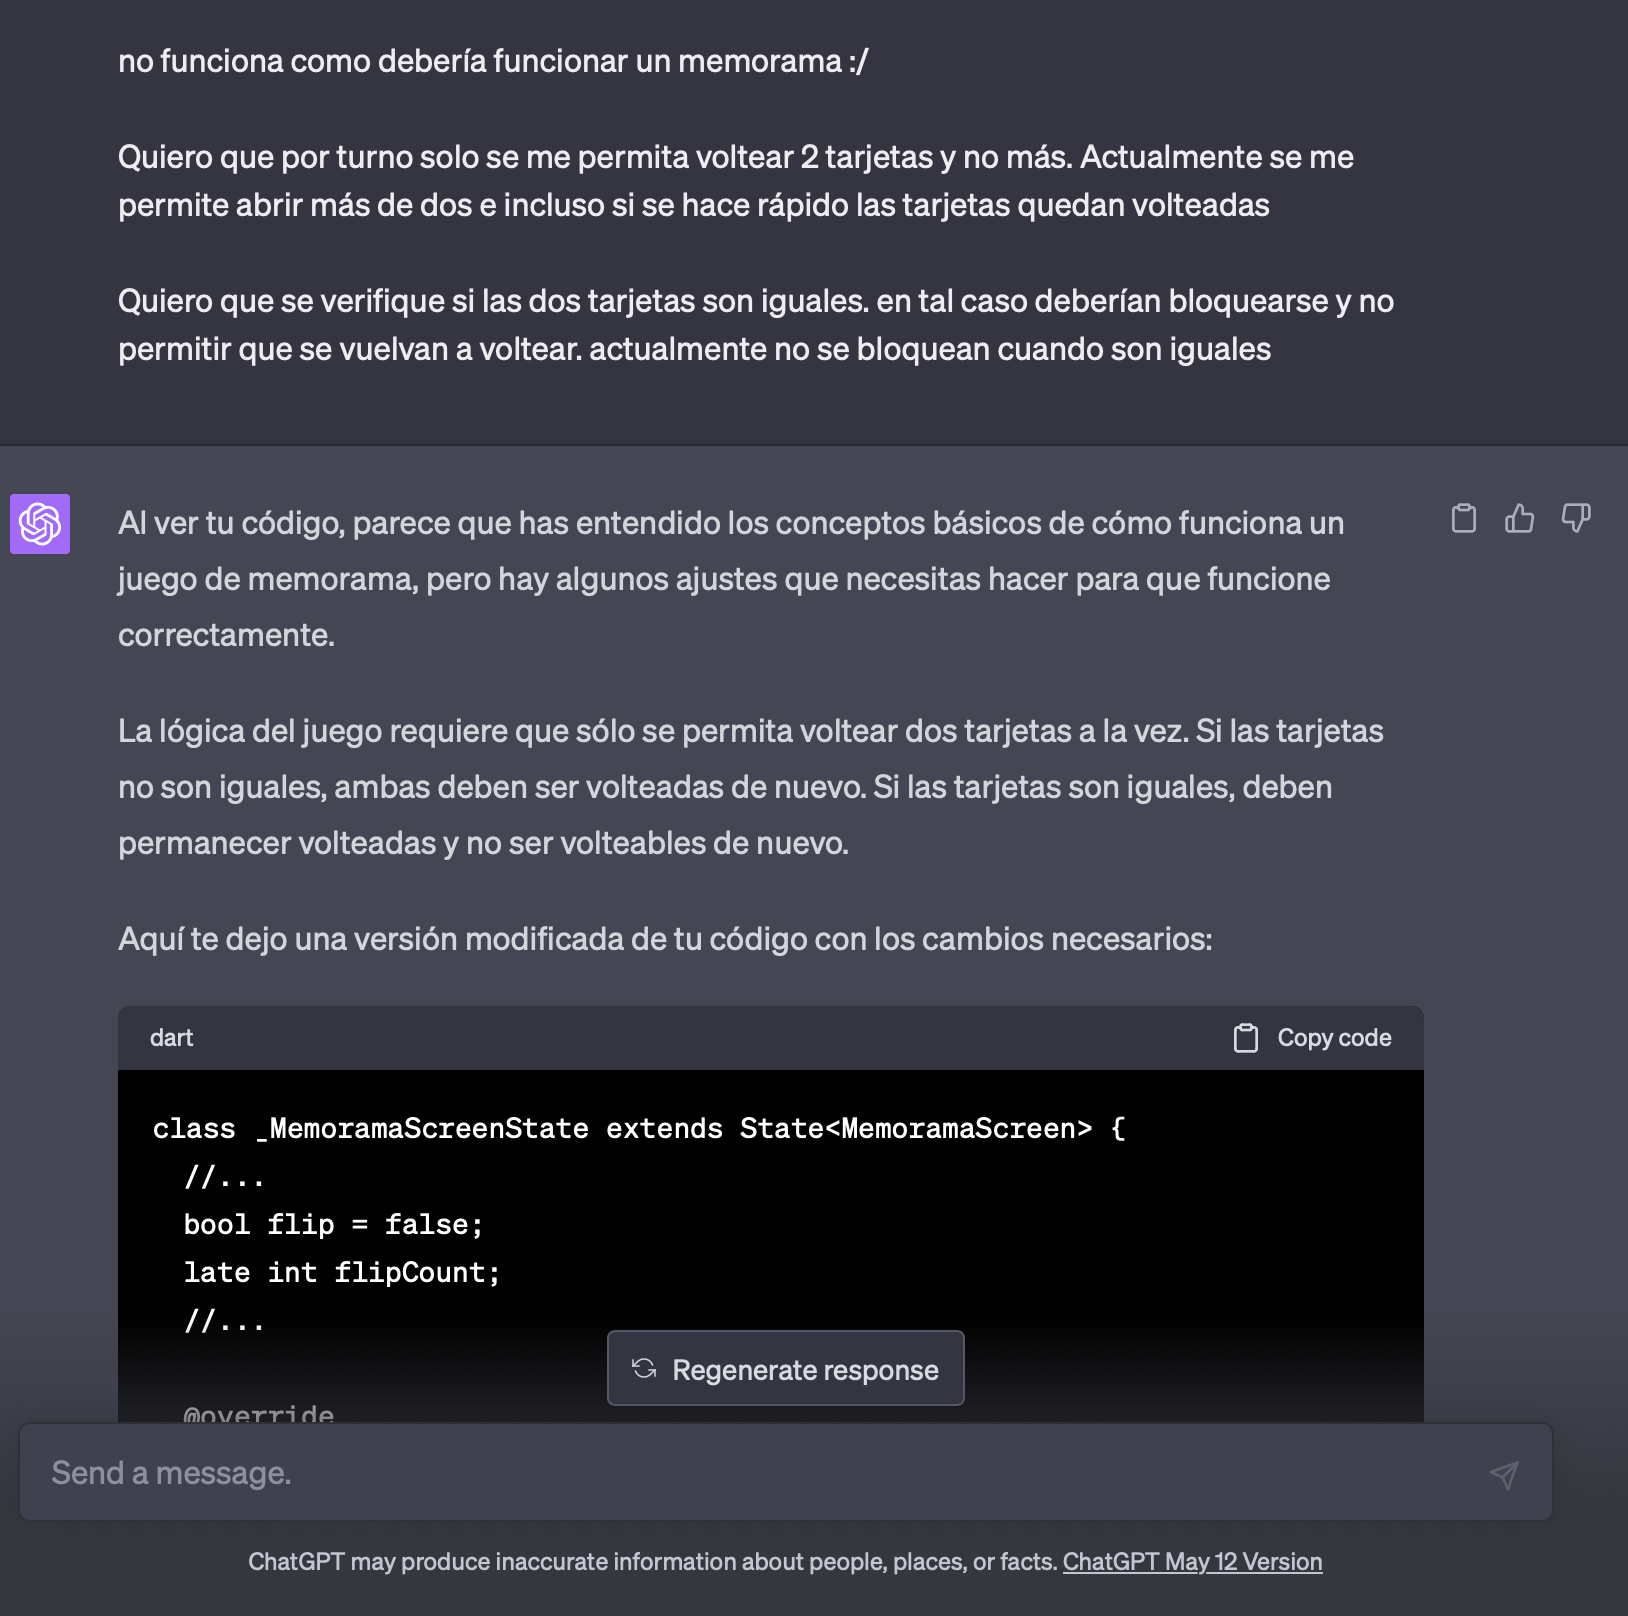 no funciona como debería funcionar un memorama :/
Quiero que por turno solo se me permita voltear 2 tarjetas y no más. Actualmente se me
permite abrir más de dos e incluso si se hace rápido las tarjetas quedan volteadas
Quiero que se verifique si las dos tarjetas son iguales. en tal caso deberían bloquearse y no
permitir que se vuelvan a voltear. actualmente no se bloquean cuando son iguales
Al ver tu código, parece que has entendido los conceptos básicos de cómo funciona un
juego de memorama, pero hay algunos ajustes que necesitas hacer para que funcione
correctamente.
La lógica del juego requiere que sólo se permita voltear dos tarjetas a la vez. Si las tarjetas
no son iguales, ambas deben ser volteadas de nuevo. Si las tarjetas son iguales, deben
permanecer volteadas y no ser volteables de nuevo.
Aquí te dejo una versión modificada de tu código con los cambios necesarios:
dart Copy code
class _MemoramaScreenState extends State<MemoramaScreen> {
//...
bool flip = false;
late int flipCount;
//...
Regenerate response
@override
Send a message.
ChatGPT may produce inaccurate information about people, places, or facts. ChatGPT May 12 Version